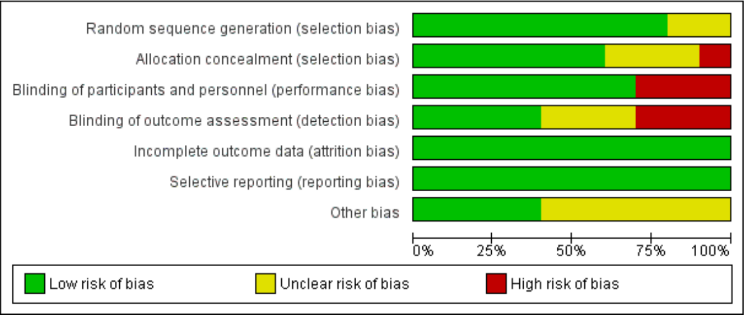 Random sequence generation (selection bias)
Allocation concealment (selection bias)
Blinding of participants and personnel (performance bias)
Blinding of outcome assessment (detection bias)
Incomplete outcome data (attrition bias)
Selective reporting (reporting bias)
Other bias
0% 25% 50% 75% 100%
Low risk of bias Unclear risk of bias High risk of bias